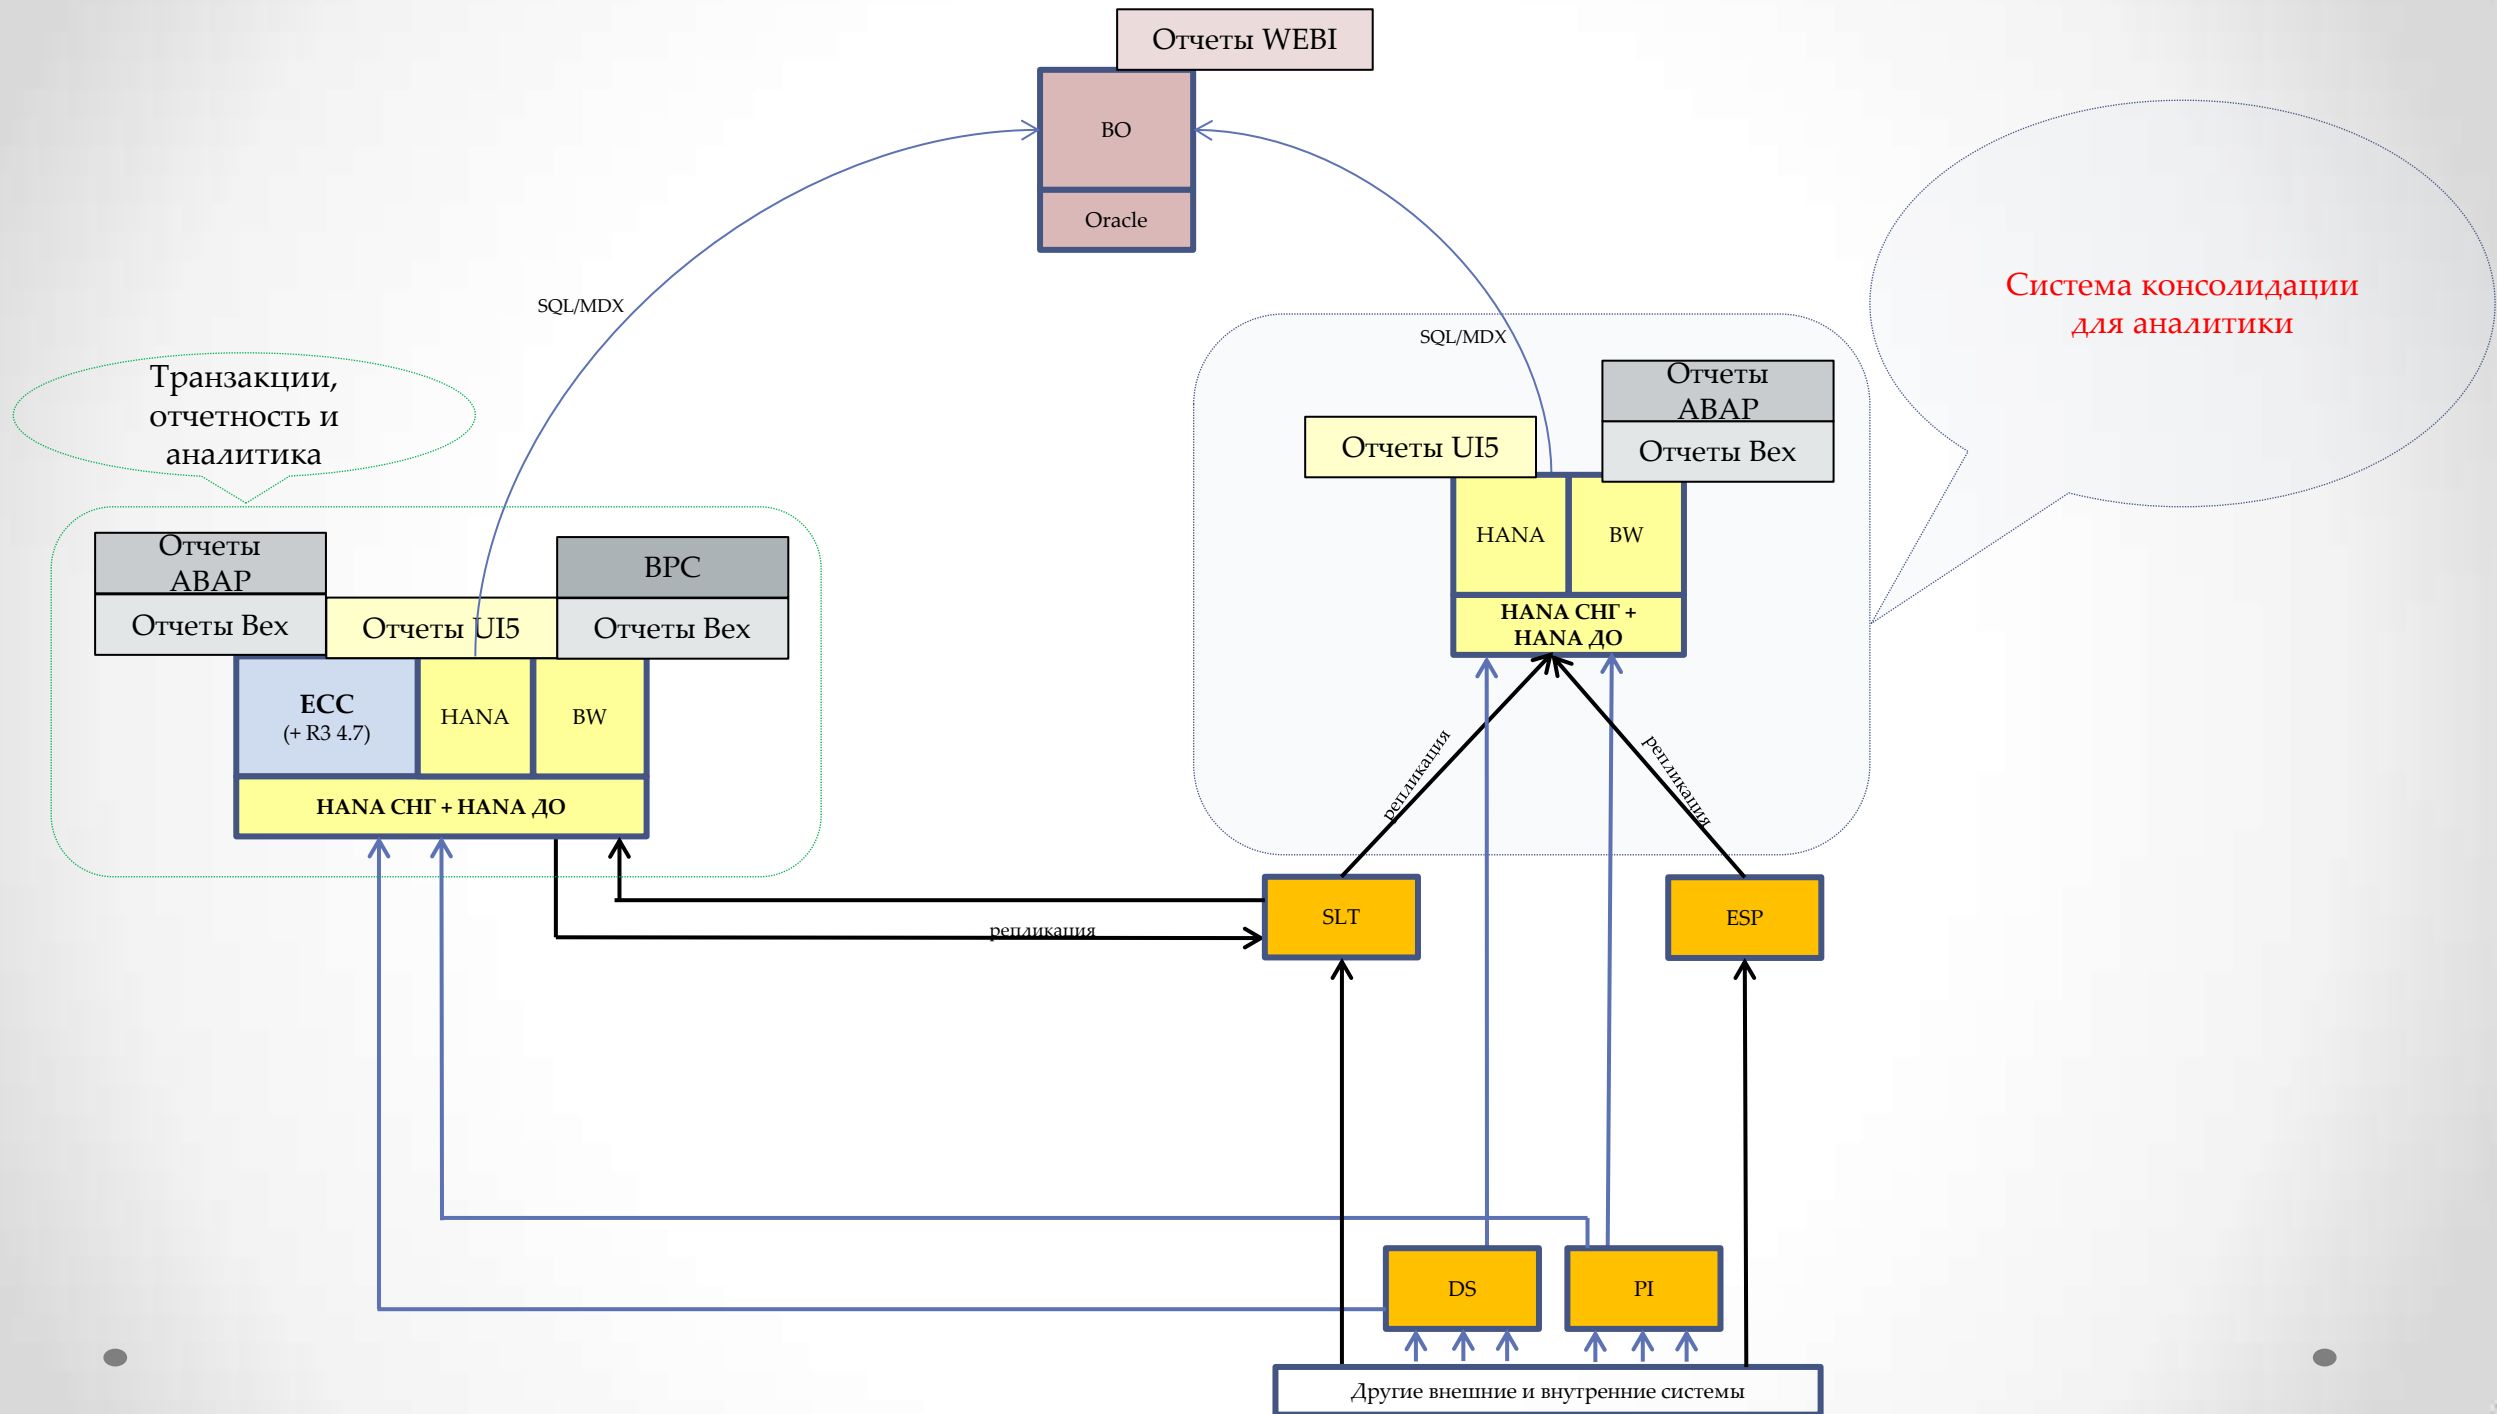 Отчеты WEBI
BO
Oracle
SQL/MDX
SQL/MDX
Система консолидации
для аналитики
Транзакции,
отчетность и
аналитика
Отчеты
ABAP
Отчеты Bex
Отчеты UI5
HANA
BW
HANA СНГ +
HANA ДО
Отчеты
ABAP
Отчеты Bex
Отчеты UI5
BPC
Отчеты Bex
ECC
(+ R3 4.7)
HANA
BW
HANA СНГ + HANA ДО
репликация
репликация
репликация
SLT
ESP
DS
PI
Другие внешние и внутренние системы